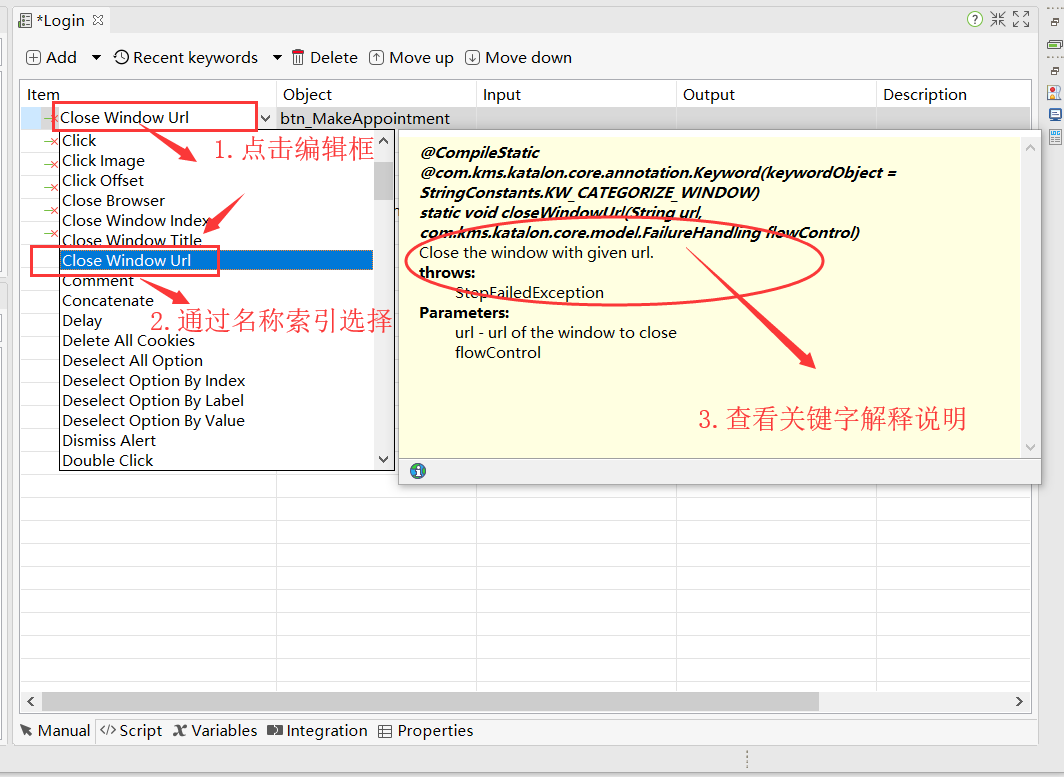 *Login
Add Recent keywords Delete Move up Move down
Item Object Input Output Description
Close Window Url btn_MakeAppointment
1.点击编辑框
Click
Click Image
Click Offset
Close Browser
Close Window Index
Close Window Title
Close Window Url
Comment
Concatenate
Delay
Delete All Cookies
Deselect All Option
Deselect Option By Index
Deselect Option By Label
Deselect Option By Value
Dismiss Alert
Double Click
2.通过名称索引选择
@CompileStatic
@com.kms.katalon.core.annotation.Keyword(keywordObject =
StringConstants.KW_CATEGORIZE_WINDOW)
static void closeWindowUrl(String url,
com.kms.katalon.core.model.FailureHandling flowControl)
Close the window with given url.
throws:
StepFailedException
Parameters:
url - url of the window to close
flowControl
3.查看关键字解释说明
Manual Script Variables Integration Properties